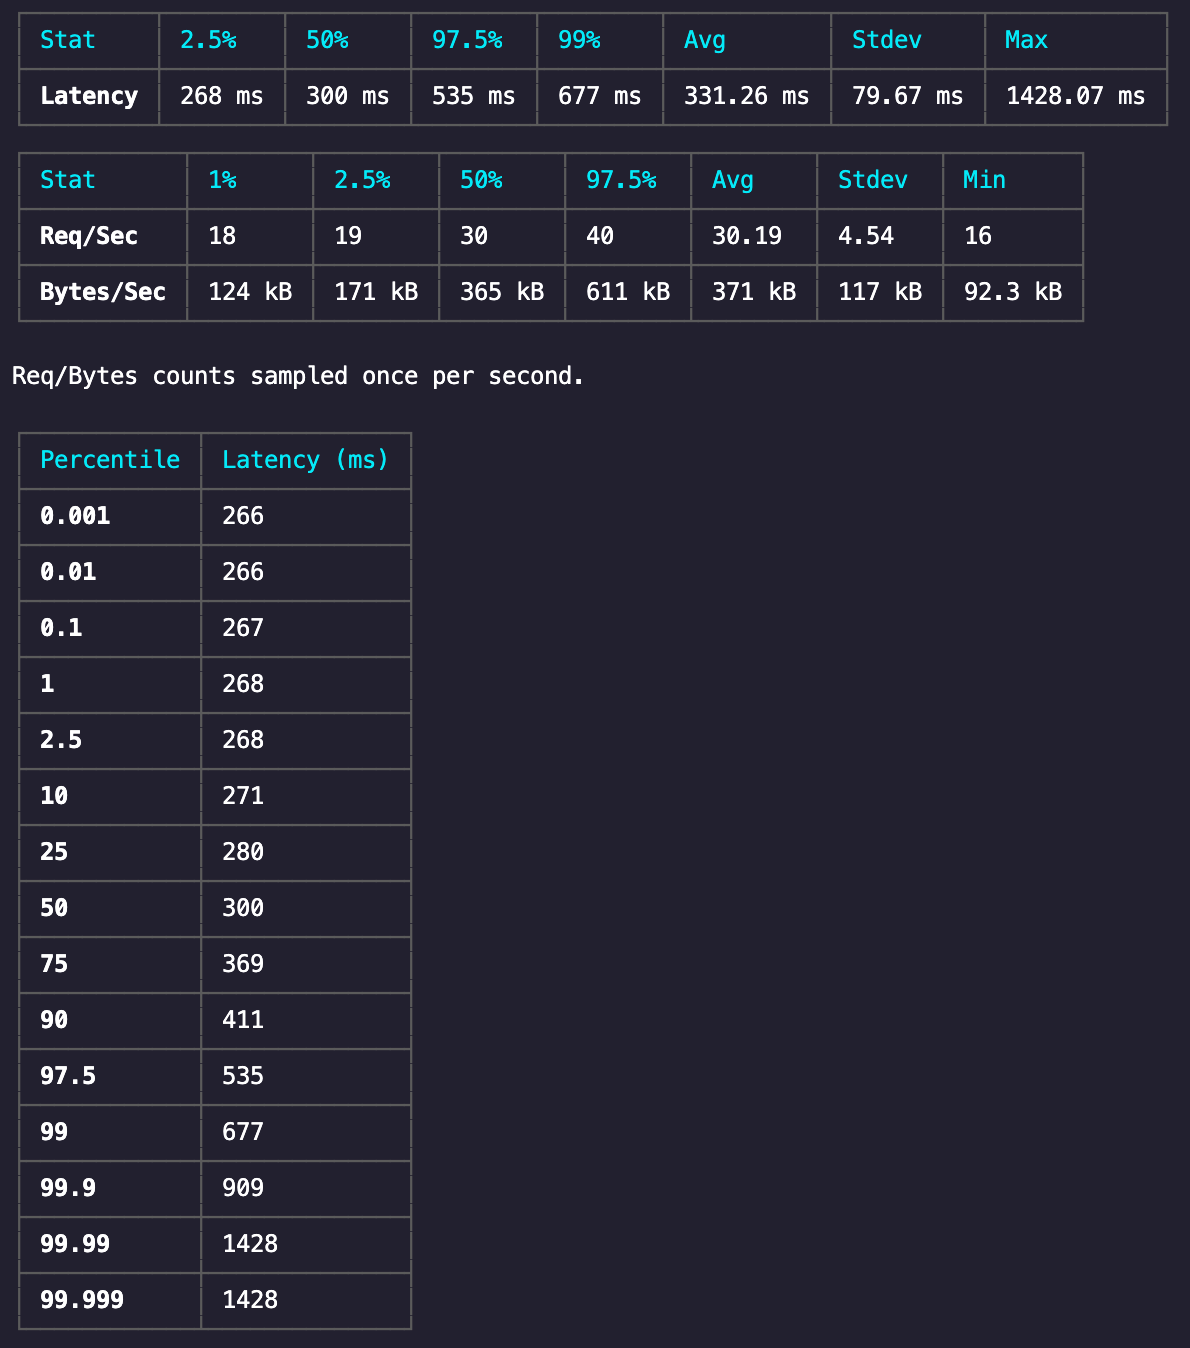 Stat 2.5% 50% 97.5% 99% Avg Stdev Max
Latency 268 ms 300 ms 535 ms 677 ms 331.26 ms 79.67 ms 1428.07 ms
Stat 1% 2.5% 50% 97.5% Avg Stdev Min
Req/Sec 18 19 30 40 30.19 4.54 16
Bytes/Sec 124 kB 171 kB 365 kB 611 kB 371 kB 117 kB 92.3 kB
Req/Bytes counts sampled once per second.
Percentile Latency (ms)
0.001 266
0.01 266
0.1 267
1 268
2.5 268
10 271
25 280
50 300
75 369
90 411
97.5 535
99 677
99.9 909
99.99 1428
99.999 1428